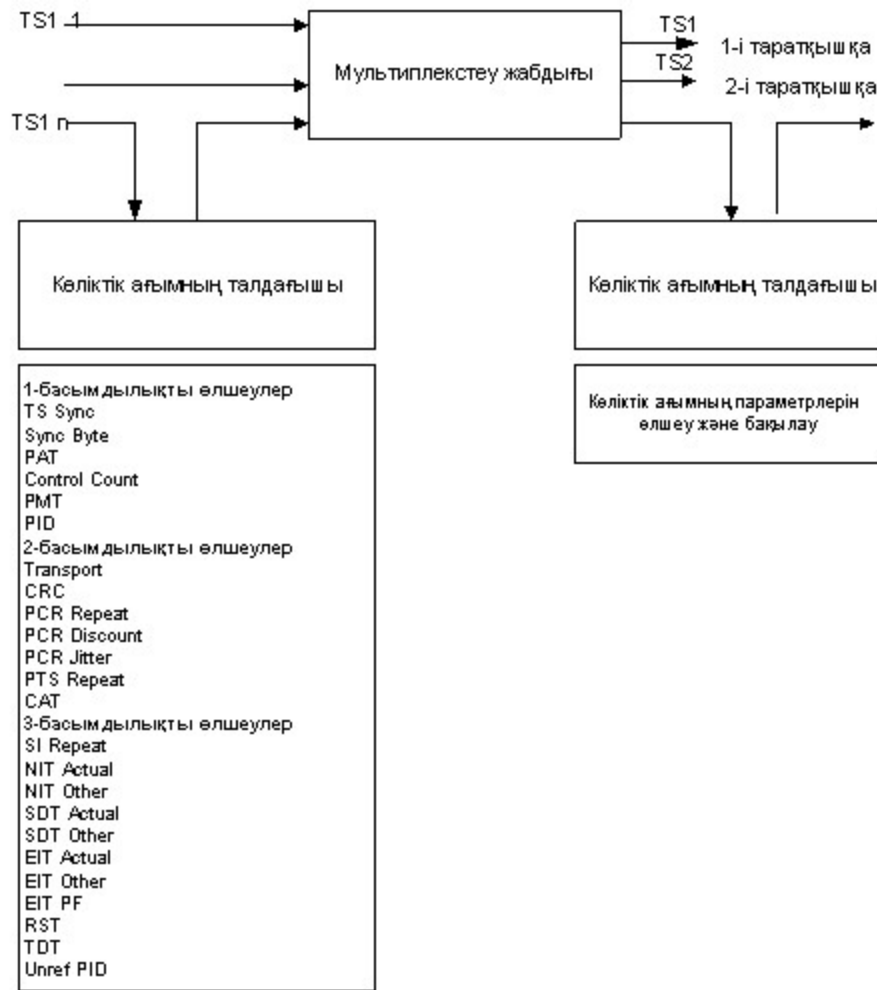 TS1 1
TS1
1-і таратқышқа
Мультиплекстеу жабдығы
TS2
2-і таратқышқа
TS1 n
Көліктік ағымның талдағышы
Көліктік ағымның талдағышы
1-басымдылықты өлшеулер
TS Sync
Sync Byte
PAT
Control Count
PMT
PID
2-басымдылықты өлшеулер
Transport
CRC
PCR Repeat
PCR Discount
PCR Jitter
PTS Repeat
CAT
3-басымдылықты өлшеулер
SI Repeat
NIT Actual
NIT Other
SDT Actual
SDT Other
EIT Actual
EIT Other
EIT PF
RST
TDT
Unref PID
Көліктік ағымның параметрлерін
өлшеу және бақылау